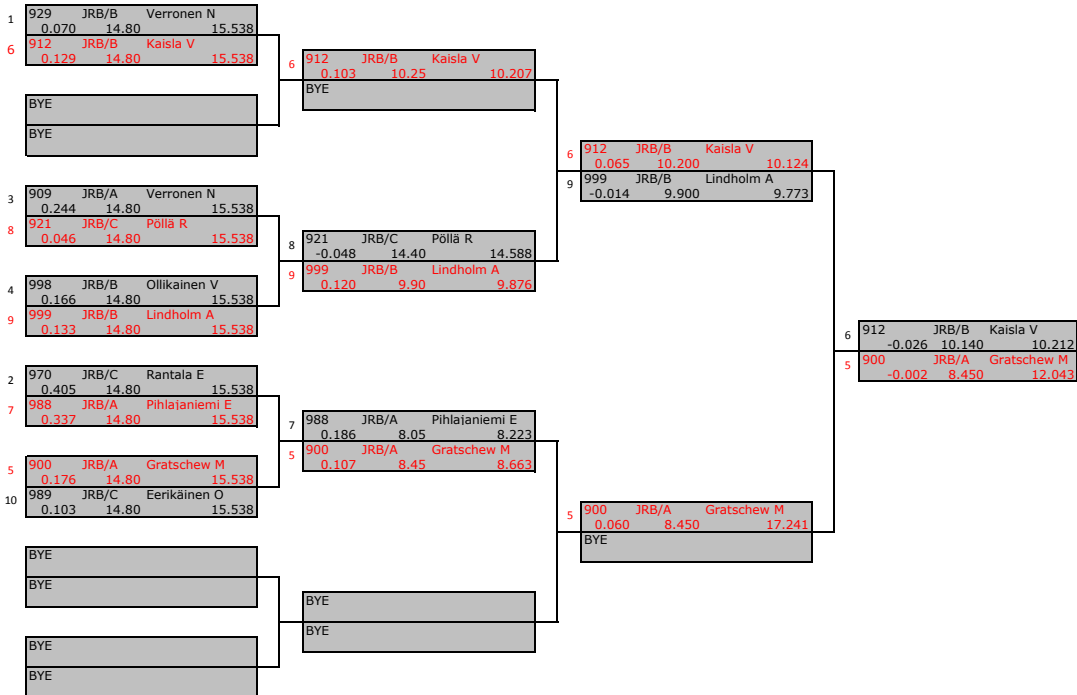 1 929 JRB/B Verronen N
0.070 14.80 15.538
6 912 JRB/B Kaisla V
0.129 14.80 15.538
BYE
BYE
3 909 JRB/A Verronen N
0.244 14.80 15.538
8 921 JRB/C Pöllä R
0.046 14.80 15.538
4 998 JRB/B Ollikainen V
0.166 14.80 15.538
9 999 JRB/B Lindholm A
0.133 14.80 15.538
2 970 JRB/C Rantala E
0.405 14.80 15.538
7 988 JRB/A Pihlajaniemi E
0.337 14.80 15.538
5 900 JRB/A Gratschew M
0.176 14.80 15.538
10 989 JRB/C Eerikäinen O
0.103 14.80 15.538
BYE
BYE
BYE
BYE
6 912 JRB/B Kaisla V
0.103 10.25 10.207
BYE
8 921 JRB/C Pöllä R
-0.048 14.40 14.588
9 999 JRB/B Lindholm A
0.120 9.90 9.876
7 988 JRB/A Pihlajaniemi E
0.186 8.05 8.223
5 900 JRB/A Gratschew M
0.107 8.45 8.663
BYE
BYE
6 912 JRB/B Kaisla V
0.065 10.200 10.124
9 999 JRB/B Lindholm A
-0.014 9.900 9.773
5 900 JRB/A Gratschew M
0.060 8.450 17.241
BYE
6 912 JRB/B Kaisla V
-0.026 10.140 10.212
5 900 JRB/A Gratschew M
-0.002 8.450 12.043